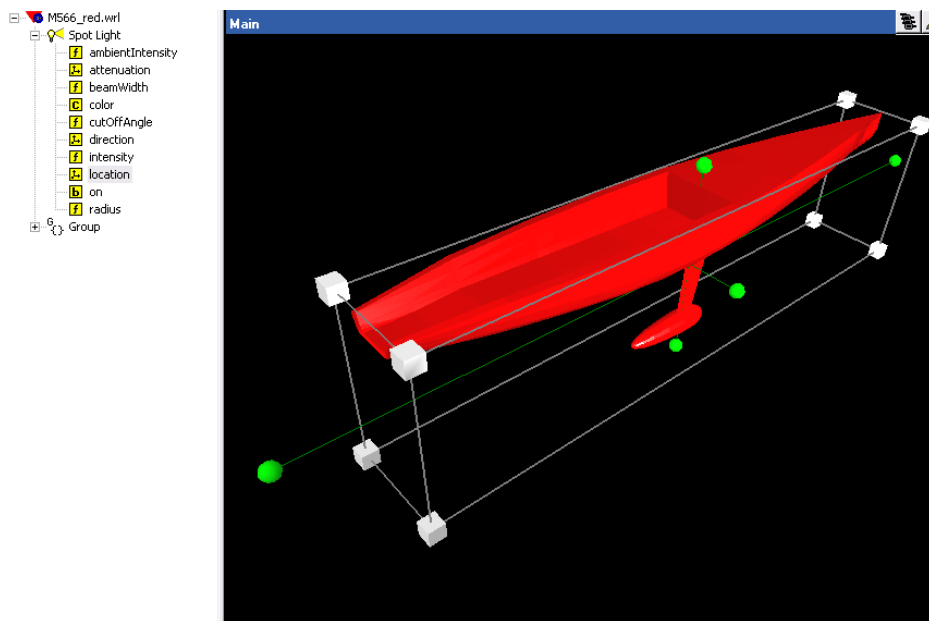 M566_red.wrl
Spot Light
f ambientIntensity
attenuation
f beamWidth
C color
f cutOffAngle
direction
f intensity
location
b on
f radius
G {} Group
Main